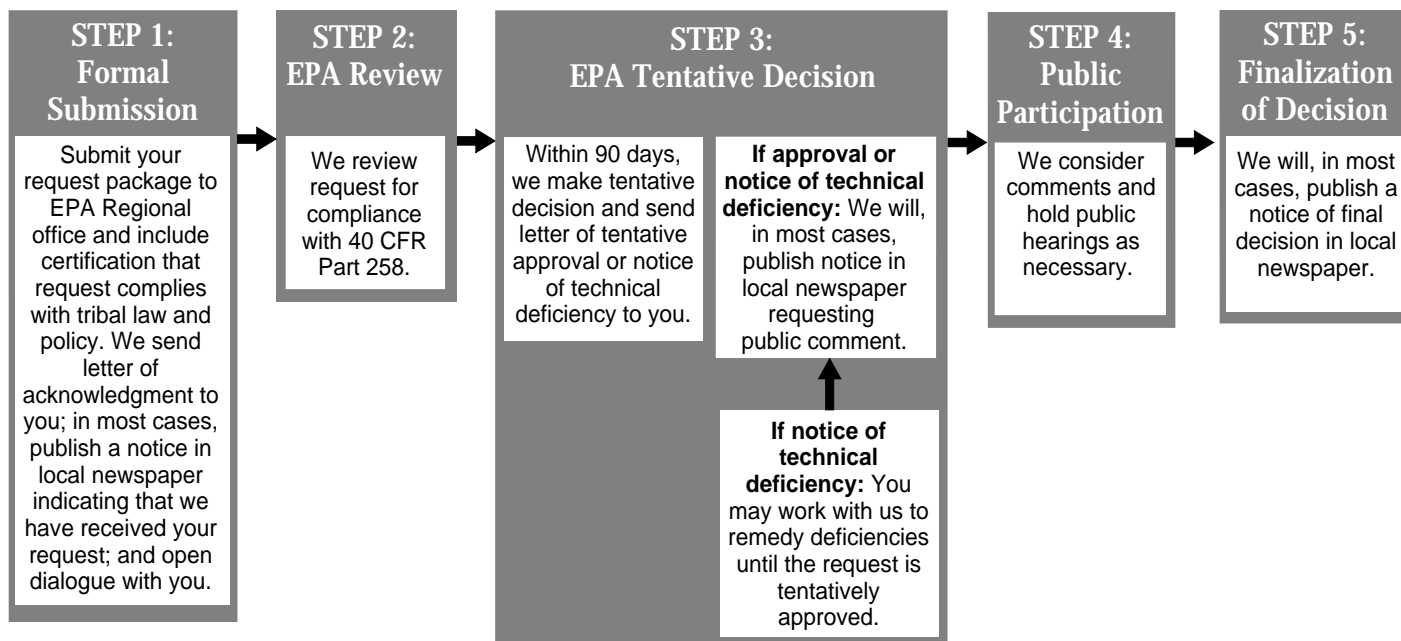 STEP 1:
Formal
Submission
Submit your
request package to
EPA Regional
office and include
certification that
request complies
with tribal law and
policy. We send
letter of
acknowledgment to
you; in most cases,
publish a notice in
local newspaper
indicating that we
have received your
request; and open
dialogue with you.
STEP 2:
EPA Review
We review
request for
compliance
with 40 CFR
Part 258.
STEP 3:
EPA Tentative Decision
Within 90 days,
we make tentative
decision and send
letter of tentative
approval or notice
of technical
deficiency to you.
If approval or
notice of technical
deficiency: We will,
in most cases,
publish notice in
local newspaper
requesting
public comment.
If notice of
technical
deficiency: You
may work with us to
remedy deficiencies
until the request is
tentatively
approved.
STEP 4:
Public
Participation
We consider
comments and
hold public
hearings as
necessary.
STEP 5:
Finalization
of Decision
We will, in most
cases, publish a
notice of final
decision in local
newspaper.